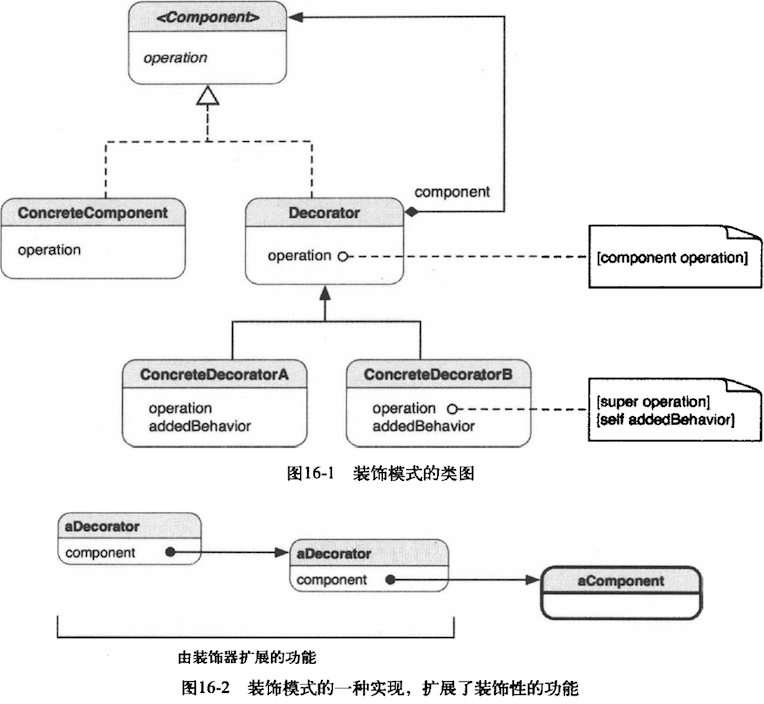 <Component>
operation
component
ConcreteComponent
operation
Decorator
operation
[component operation]
ConcreteDecoratorA
operation
addedBehavior
ConcreteDecoratorB
operation
addedBehavior
[super operation]
[self addedBehavior]
图16-1 装饰模式的类图
aDecorator
component
aDecorator
component
aComponent
由装饰器扩展的功能
图16-2 装饰模式的一种实现，扩展了装饰性的功能